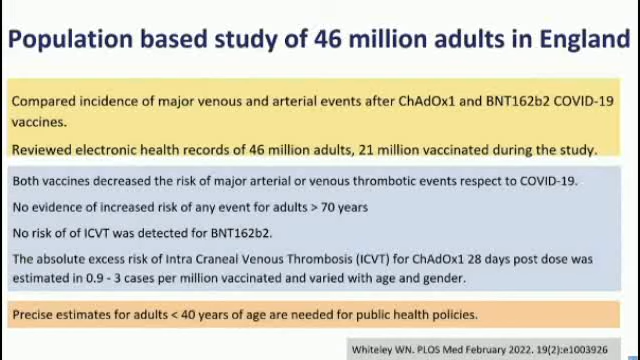 Population based study of 46 million adults in England
Compared incidence of major venous and arterial events after ChAdOx1 and BNT162b2 COVID-19
vaccines.
Reviewed electronic health records of 46 million adults, 21 million vaccinated during the study.
Both vaccines decreased the risk of major arterial or venous thrombotic events respect to COVID-19.
No evidence of increased risk of any event for adults > 70 years
No risk of of ICVT was detected for BNT162b2.
The absolute excess risk of Intra Craneal Venous Thrombosis (ICVT) for ChAdOx1 28 days post dose was
estimated in 0.9 - 3 cases per million vaccinated and varied with age and gender.
Precise estimates for adults < 40 years of age are needed for public health policies.
Whiteley WN. PLOS Med February 2022. 19(2):e1003926